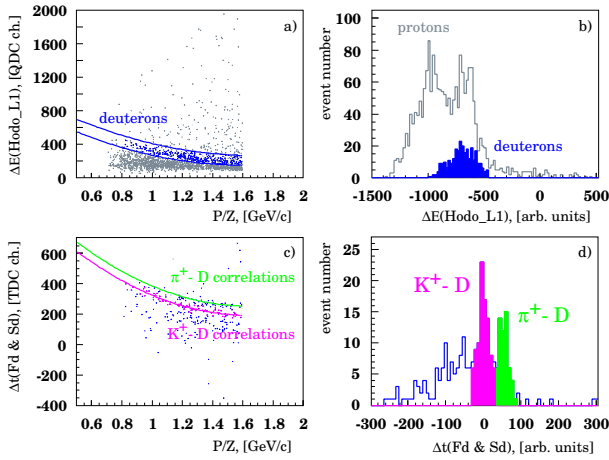 a)
ΔE(Hodo_L1), [QDC ch.]
2000
1600
1200
800
400
0
deuterons
0.6 0.8 1 1.2 1.4 1.6 1.8 2
P/Z, [GeV/c]
b)
event number
protons
100
80
60
40
20
0
deuterons
-1500 -1000 -500 0 500
ΔE(Hodo_L1), [arb. units]
c)
Δt(Fd & Sd), [TDC ch.]
600
400
200
0
-200
-400
π⁺- D correlations
K⁺- D correlations
0.6 0.8 1 1.2 1.4 1.6 1.8 2
P/Z, [GeV/c]
d)
event number
25
20
15
10
5
0
K⁺- D
π⁺- D
-300 -200 -100 0 100 200 300
Δt(Fd & Sd), [arb. units]